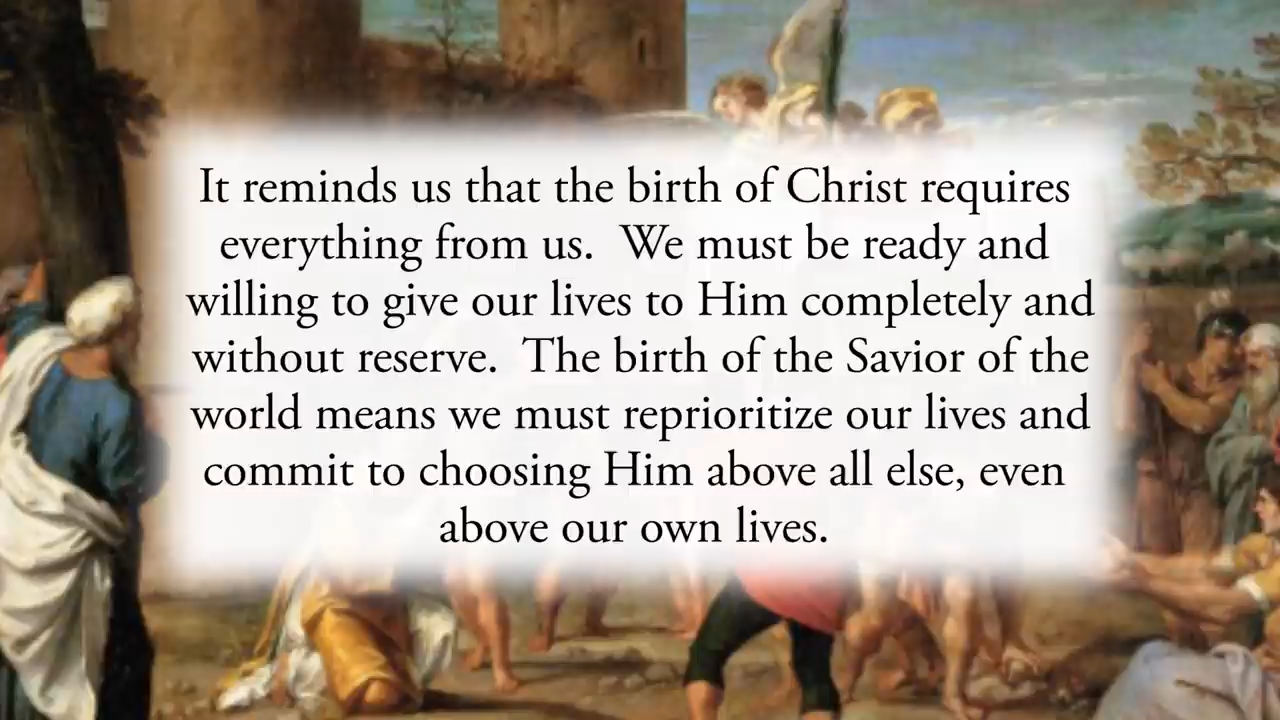 It reminds us that the birth of Christ requires
everything from us.  We must be ready and
willing to give our lives to Him completely and
without reserve.  The birth of the Savior of the
world means we must reprioritize our lives and
commit to choosing Him above all else, even
above our own lives.